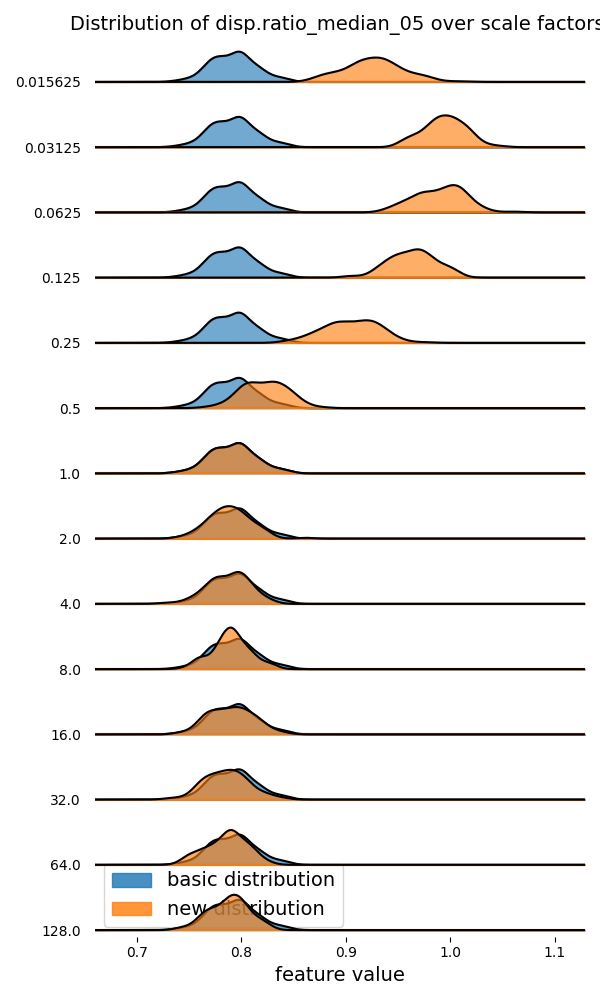 Distribution of disp.ratio_median_05 over scale factors
0.015625
0.03125
0.0625
0.125
0.25
0.5
1.0
2.0
4.0
8.0
16.0
32.0
64.0
basic distribution
new distribution
128.0
0.7 0.8 0.9 1.0 1.1
feature value